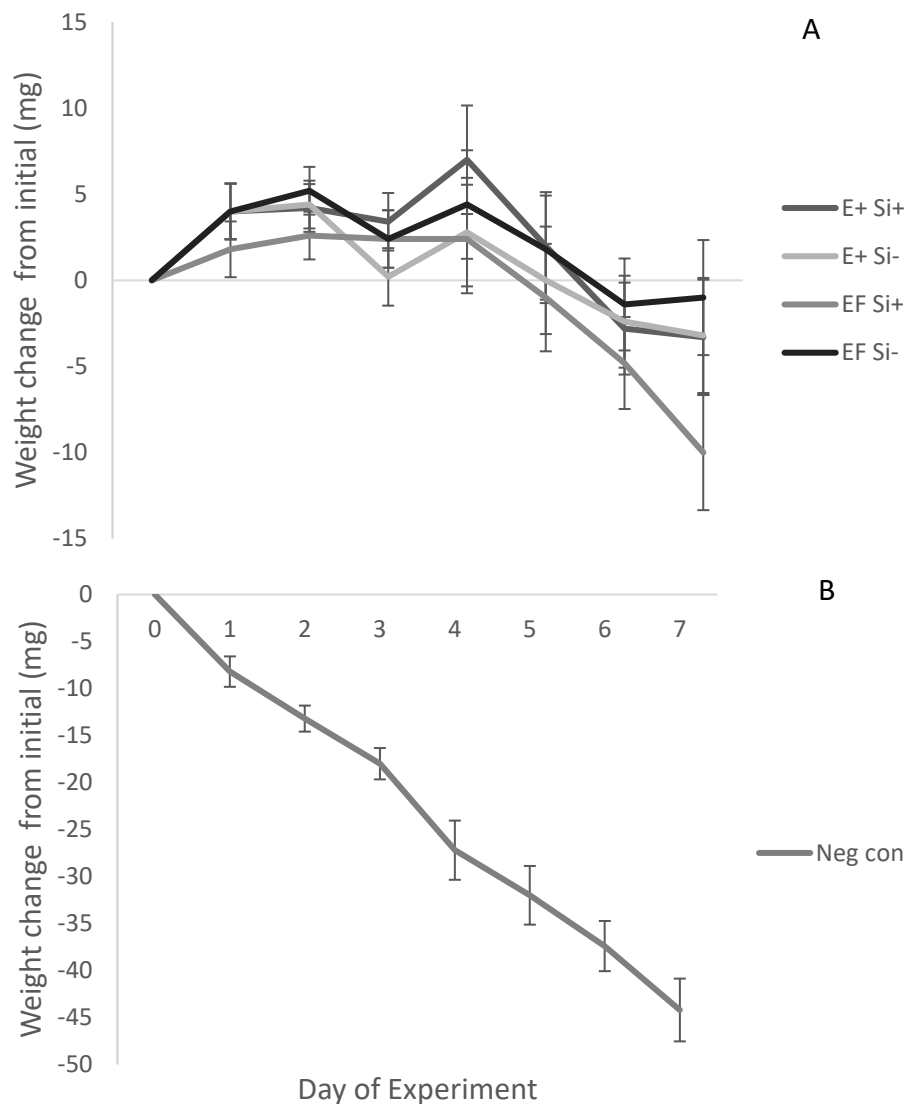 A
Weight change from initial (mg)
15
10
5
0
-5
-10
-15
E+ Si+
E+ Si-
EF Si+
EF Si-
B
Weight change from initial (mg)
0
-5
-10
-15
-20
-25
-30
-35
-40
-45
-50
0 1 2 3 4 5 6 7
Neg con
Day of Experiment